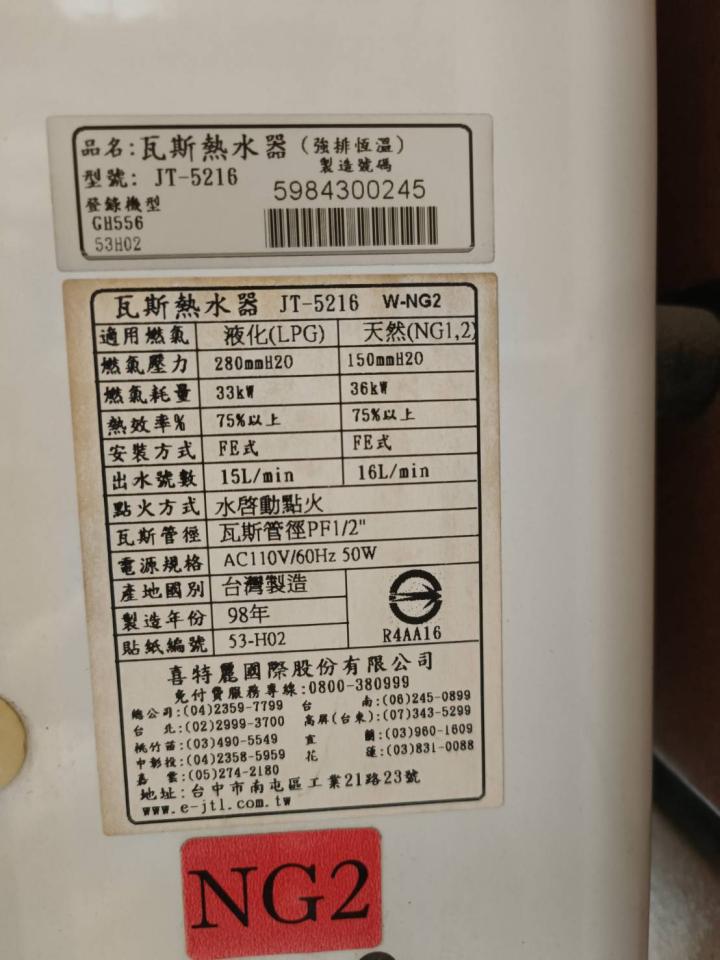 品名:瓦斯熱水器(強排恆溫)
型號: JT-5216 製造號碼
登錄機型 5984300245
GH556
53H02
瓦斯熱水器 JT-5216 W-NG2
適用燃氣 液化(LPG) 天然(NG1,2)
燃氣壓力 280mmH2O 150mmH2O
燃氣耗量 33kW 36kW
熱效率% 75%以上 75%以上
安裝方式 FE式 FE式
出水號數 15L/min 16L/min
點火方式 水啓動點火
瓦斯管徑 瓦斯管徑PF1/2"
電源規格 AC110V/60Hz 50W
產地國別 台灣製造
製造年份 98年
貼紙編號 53-H02
R4AA16
喜特麗國際股份有限公司
免付費服務專線:0800-380999
總公司:(04)2359-7799 台 南:(06)245-0899
台 北:(02)2999-3700 高屏(台東):(07)343-5299
桃竹苗:(03)490-5549 宜 蘭:(03)960-1609
中彰投:(04)2358-5959 花 蓮:(03)831-0088
嘉 雲:(05)274-2180
地址:台中市南屯區工業21路23號
www.e-jtl.com.tw
NG2